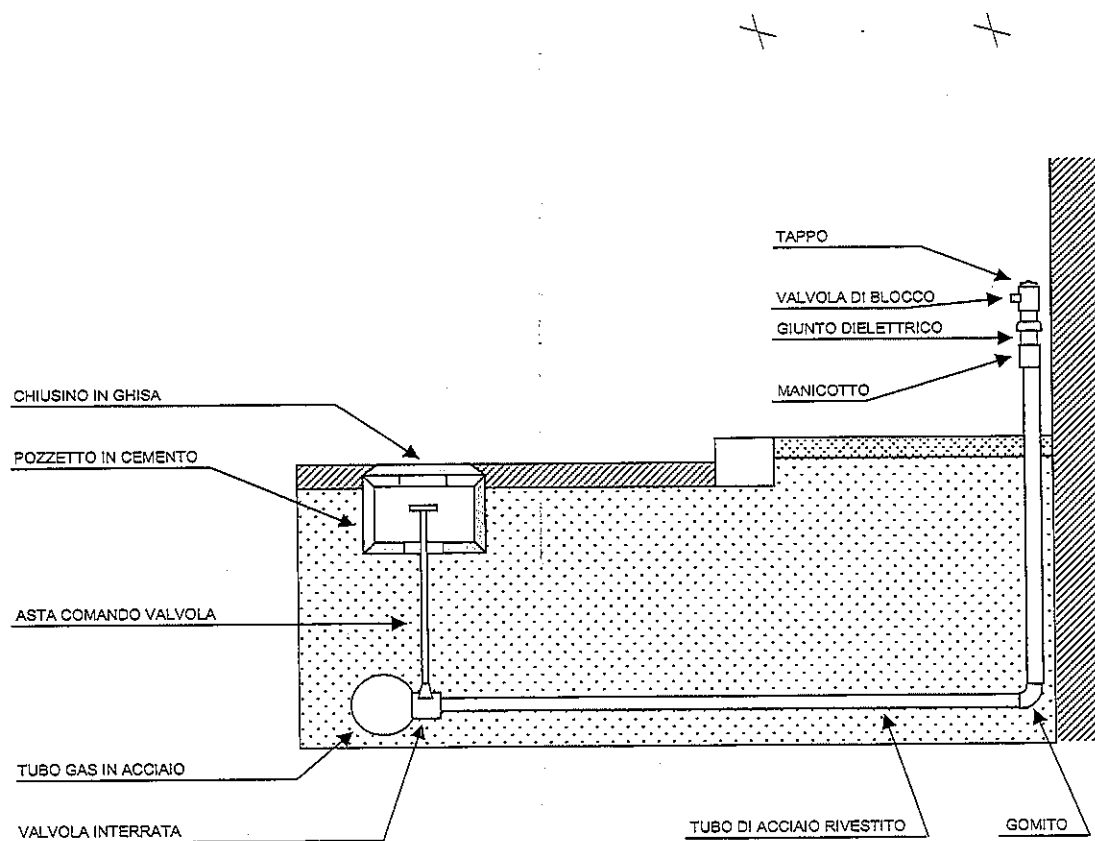 TAPPO
VALVOLA DI BLOCCO
GIUNTO DIELETTRICO
MANICOTTO
CHIUSINO IN GHISA
POZZETTO IN CEMENTO
ASTA COMANDO VALVOLA
TUBO GAS IN ACCIAIO
VALVOLA INTERRATA
TUBO DI ACCIAIO RIVESTITO
GOMITO